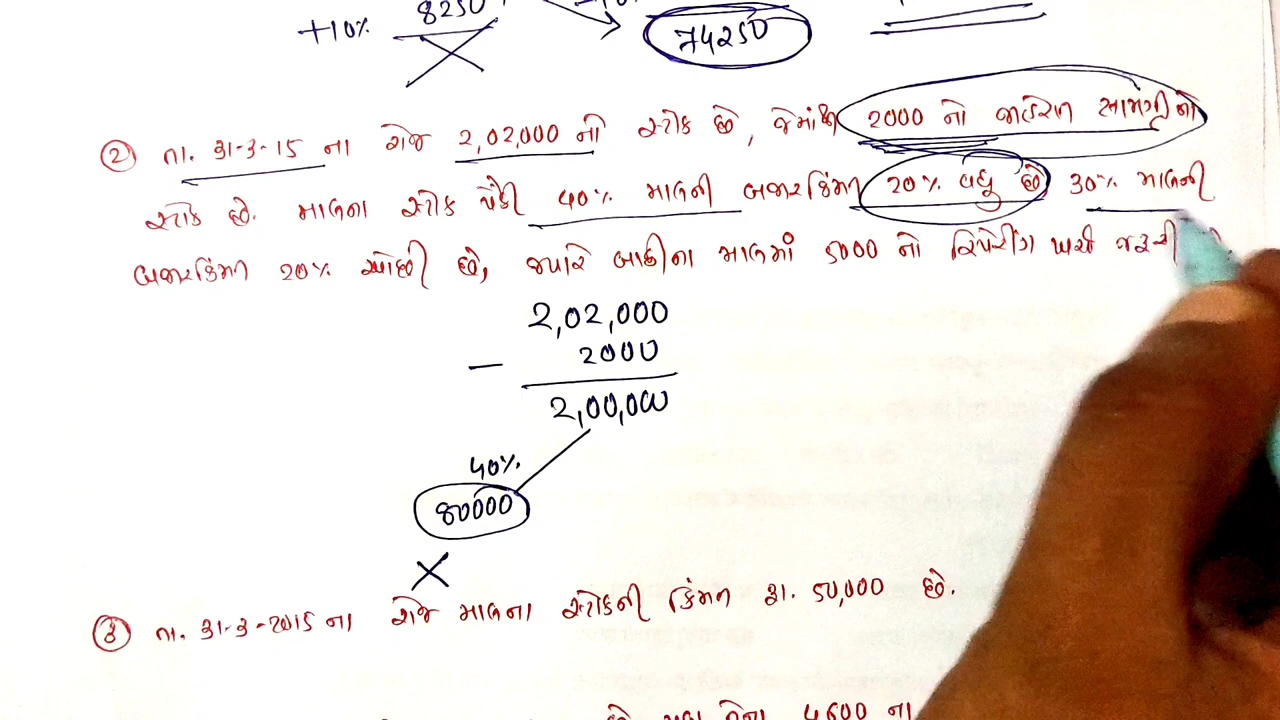 +10% 8250
74250
② તા. 31-3-15 ના રોજ 2,02,000 નો સ્ટોક છે, જેમાંથી 2000 નો જાહેરાત સામગ્રીનો
સ્ટોક છે. માલના સ્ટોક પૈકી 40% માલની બજારકિંમત 20% વધુ છે 30% માલની
બજારકિંમત 20% ઓછી છે, જ્યારે બાકીના માલમાં 5000 નો રિપેરીંગ ખર્ચ જરૂરી
2,02,000
- 2000
2,00,000
40%
80000
③ તા. 31-3-2015 ના રોજ માલના સ્ટોકની કિંમત રૂા. 50,000 છે.
4600 ના